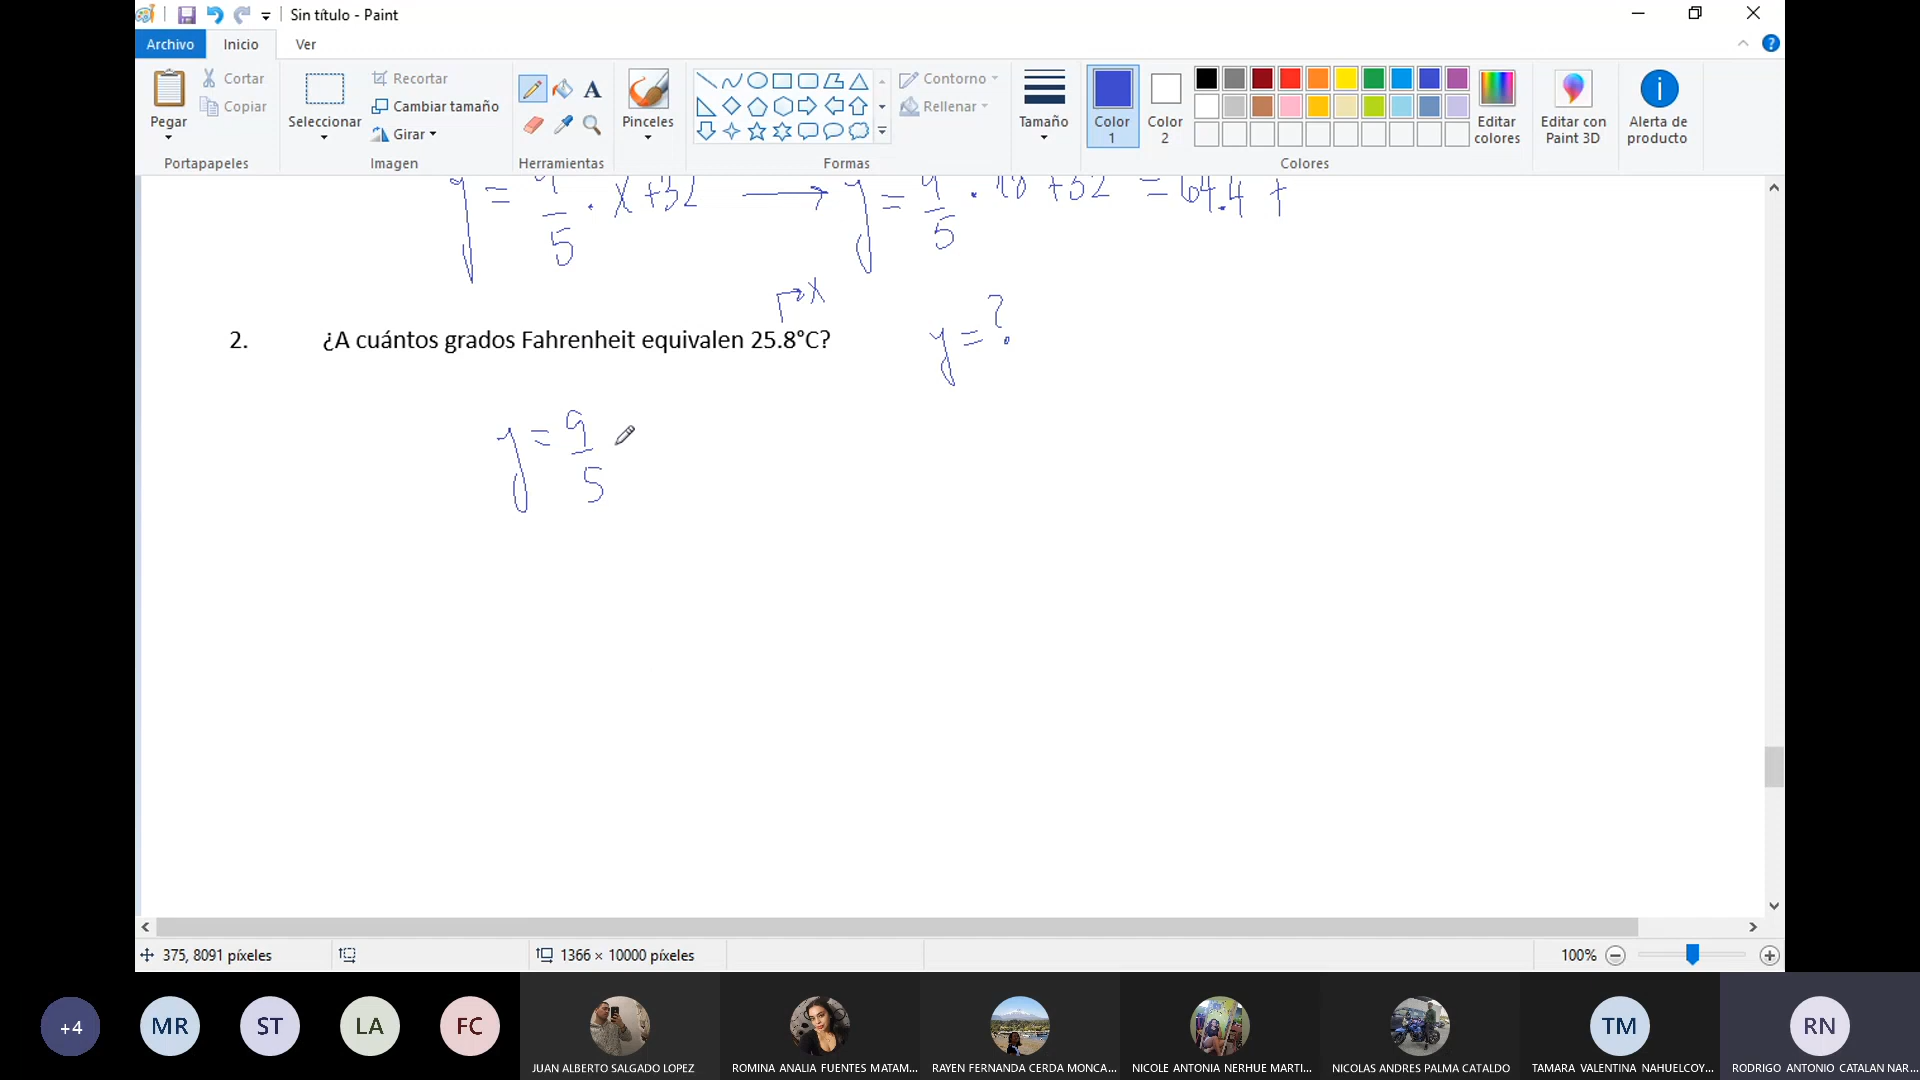 Sin título - Paint
Archivo Inicio Ver
Pegar
Cortar
Copiar
Portapapeles
Seleccionar
Recortar
Cambiar tamaño
Girar
Imagen
A
Herramientas
Pinceles
Contorno
Rellenar
Formas
Tamaño
Color 1
Color 2
Editar colores
Colores
Editar con Paint 3D
Alerta de producto
y = 9/5 · x + 32 → y = 9/5 · 18 + 32 = 64.4 f
x
2. ¿A cuántos grados Fahrenheit equivalen 25.8°C? y = ?
y = 9/5
375, 8091 píxeles
1366 × 10000 píxeles
100%
+4 MR ST LA FC TM RN
JUAN ALBERTO SALGADO LOPEZ
ROMINA ANALIA FUENTES MATAM...
RAYEN FERNANDA CERDA MONCA...
NICOLE ANTONIA NERHUE MARTI...
NICOLAS ANDRES PALMA CATALDO
TAMARA VALENTINA NAHUELCOY...
RODRIGO ANTONIO CATALAN NAR...